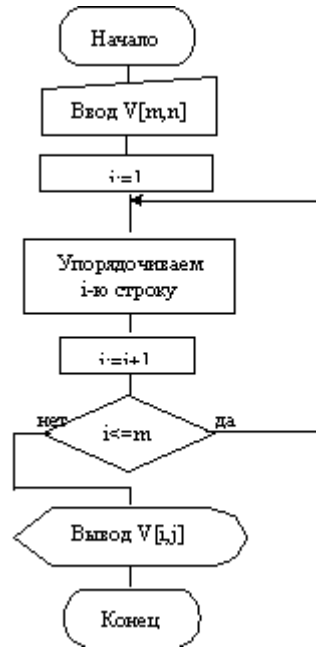 Начало
Ввод V[m,n]
i:=1
Упорядочиваем
i-ю строку
i:=i+1
нет
i<=m
да
Вывод V[i,j]
Конец